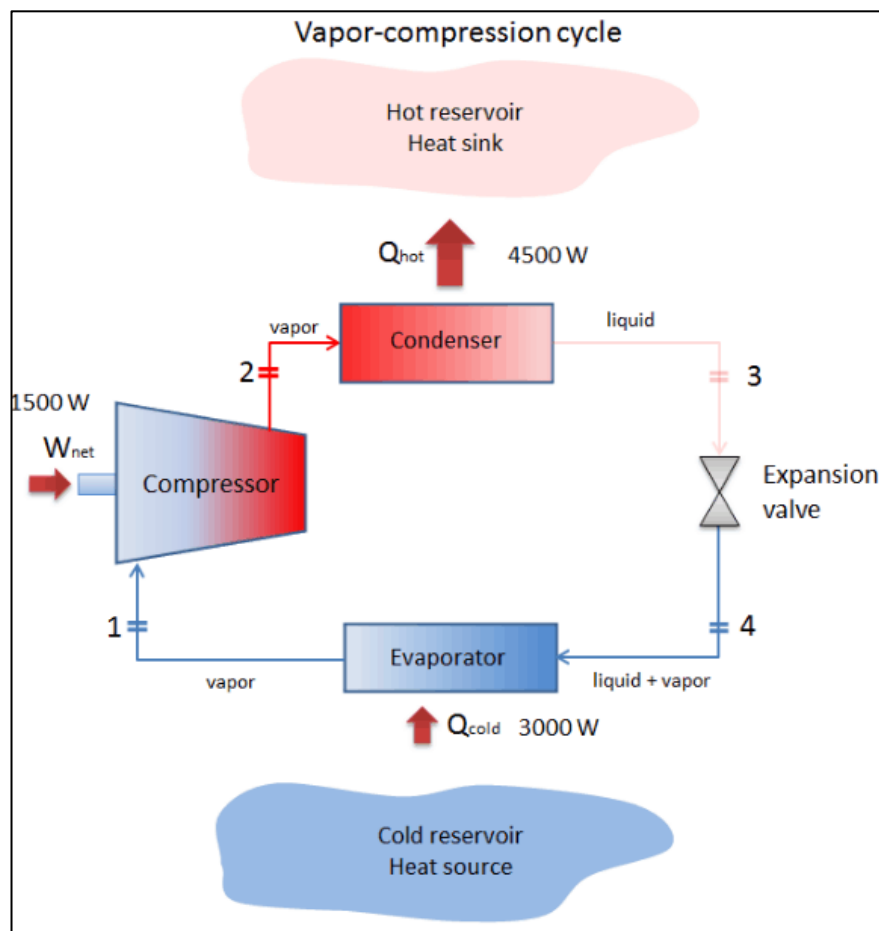 Vapor-compression cycle
Hot reservoir
Heat sink
Qhot 4500 W
vapor
liquid
Condenser
2
3
1500 W
Wnet
Compressor
Expansion
valve
1
4
Evaporator
vapor
liquid + vapor
Qcold 3000 W
Cold reservoir
Heat source